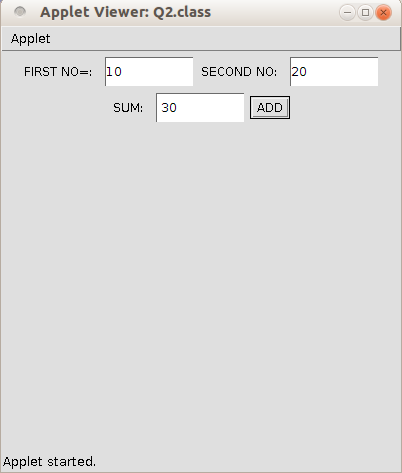 Applet Viewer: Q2.class
Applet
FIRST NO=: 10 SECOND NO: 20
SUM: 30 ADD
Applet started.